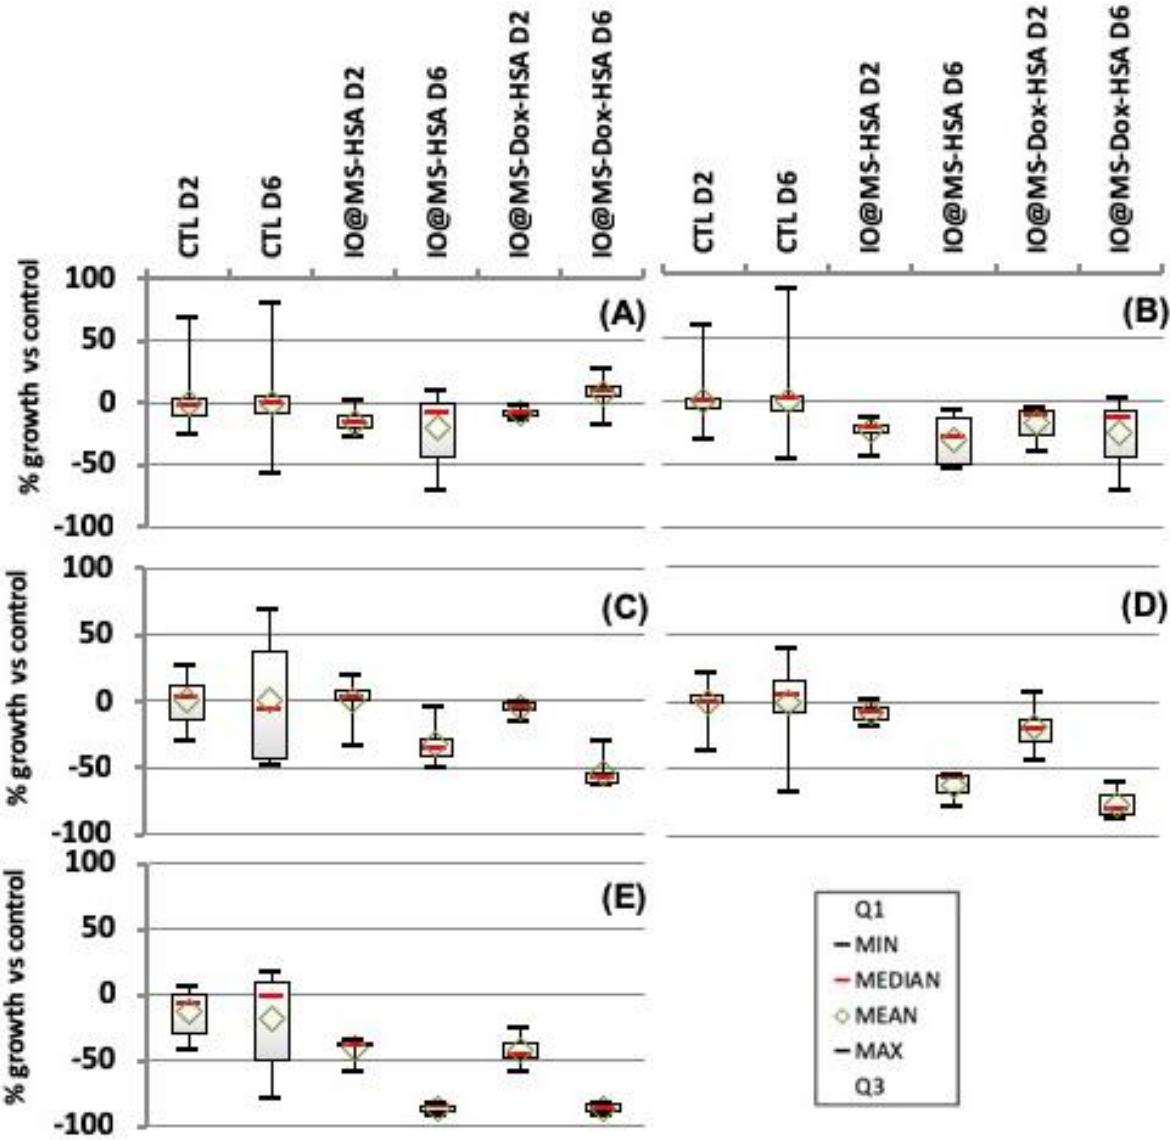 CTL D2
CTL D6
IO@MS-HSA D2
IO@MS-HSA D6
IO@MS-Dox-HSA D2
IO@MS-Dox-HSA D6
CTL D2
CTL D6
IO@MS-HSA D2
IO@MS-HSA D6
IO@MS-Dox-HSA D2
IO@MS-Dox-HSA D6
% growth vs control
100
50
0
-50
-100
(A)
(B)
% growth vs control
100
50
0
-50
-100
(C)
(D)
% growth vs control
100
50
0
-50
-100
(E)
Q1
MIN
MEDIAN
MEAN
MAX
Q3